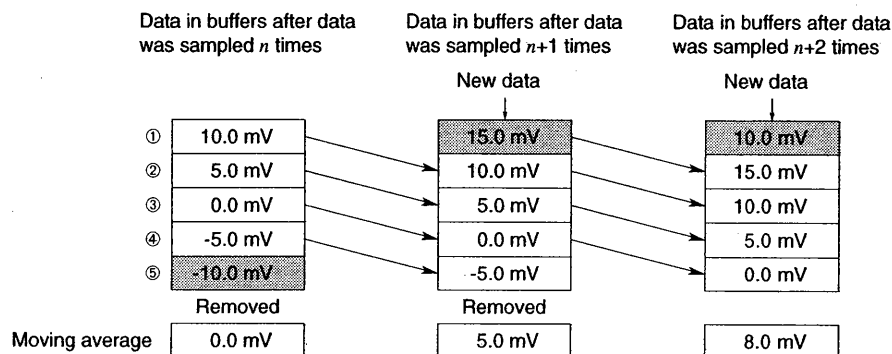 Data in buffers after data
was sampled n times
Data in buffers after data
was sampled n+1 times
Data in buffers after data
was sampled n+2 times
New data
New data
① 10.0 mV 15.0 mV 10.0 mV
② 5.0 mV 10.0 mV 15.0 mV
③ 0.0 mV 5.0 mV 10.0 mV
④ -5.0 mV 0.0 mV 5.0 mV
⑤ -10.0 mV -5.0 mV 0.0 mV
Removed Removed
Moving average 0.0 mV 5.0 mV 8.0 mV